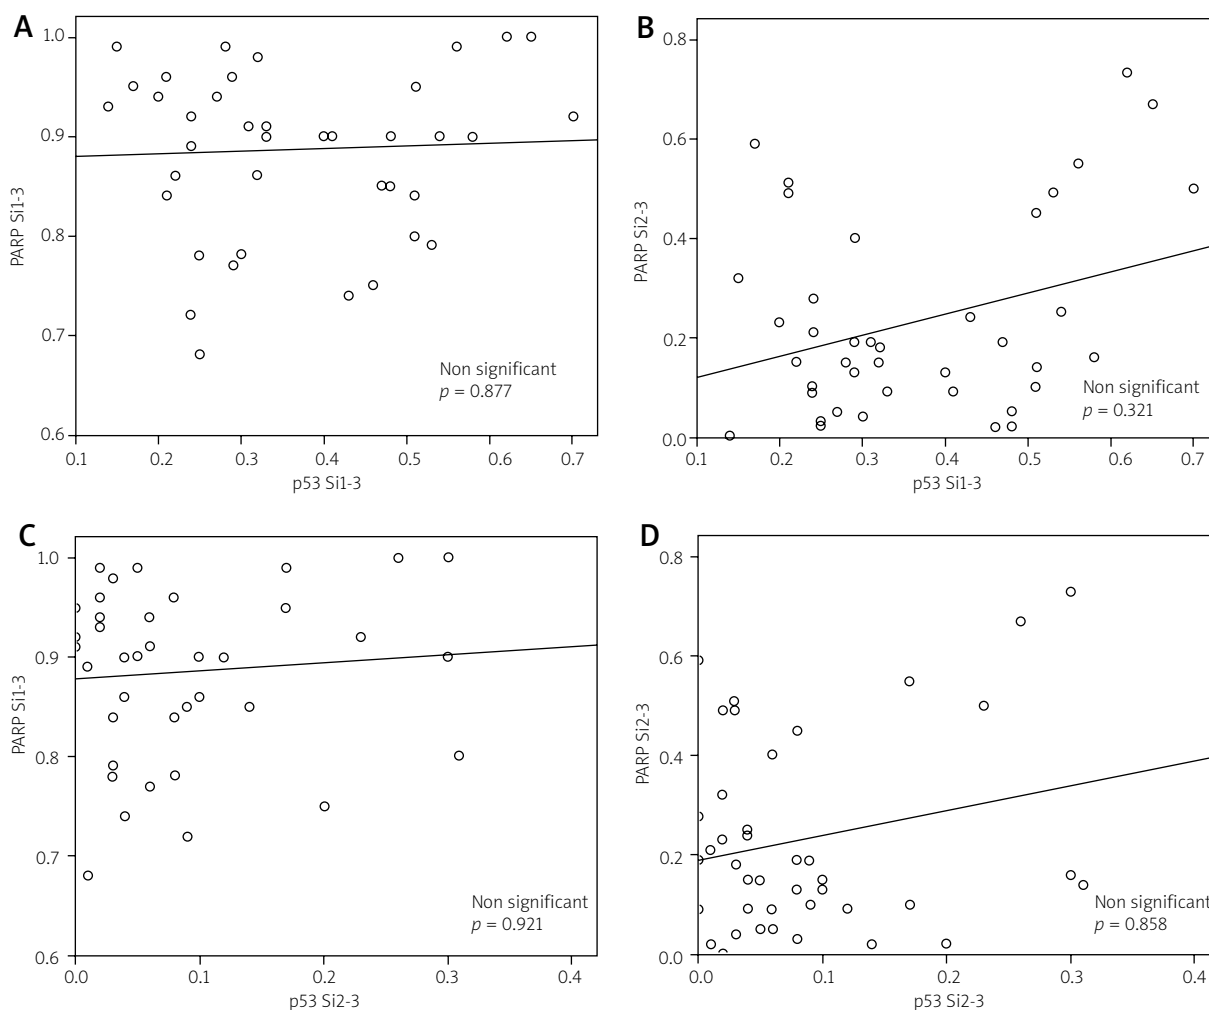 A
1.0
0.9
0.8
0.7
0.6
PARP Si1-3
Non significant
p = 0.877
0.1 0.2 0.3 0.4 0.5 0.6 0.7
p53 Si1-3
B
0.8
0.6
0.4
0.2
0.0
PARP Si2-3
Non significant
p = 0.321
0.1 0.2 0.3 0.4 0.5 0.6 0.7
p53 Si1-3
C
1.0
0.9
0.8
0.7
0.6
PARP Si1-3
Non significant
p = 0.921
0.0 0.1 0.2 0.3 0.4
p53 Si2-3
D
0.8
0.6
0.4
0.2
0.0
PARP Si2-3
Non significant
p = 0.858
0.0 0.1 0.2 0.3 0.4
p53 Si2-3